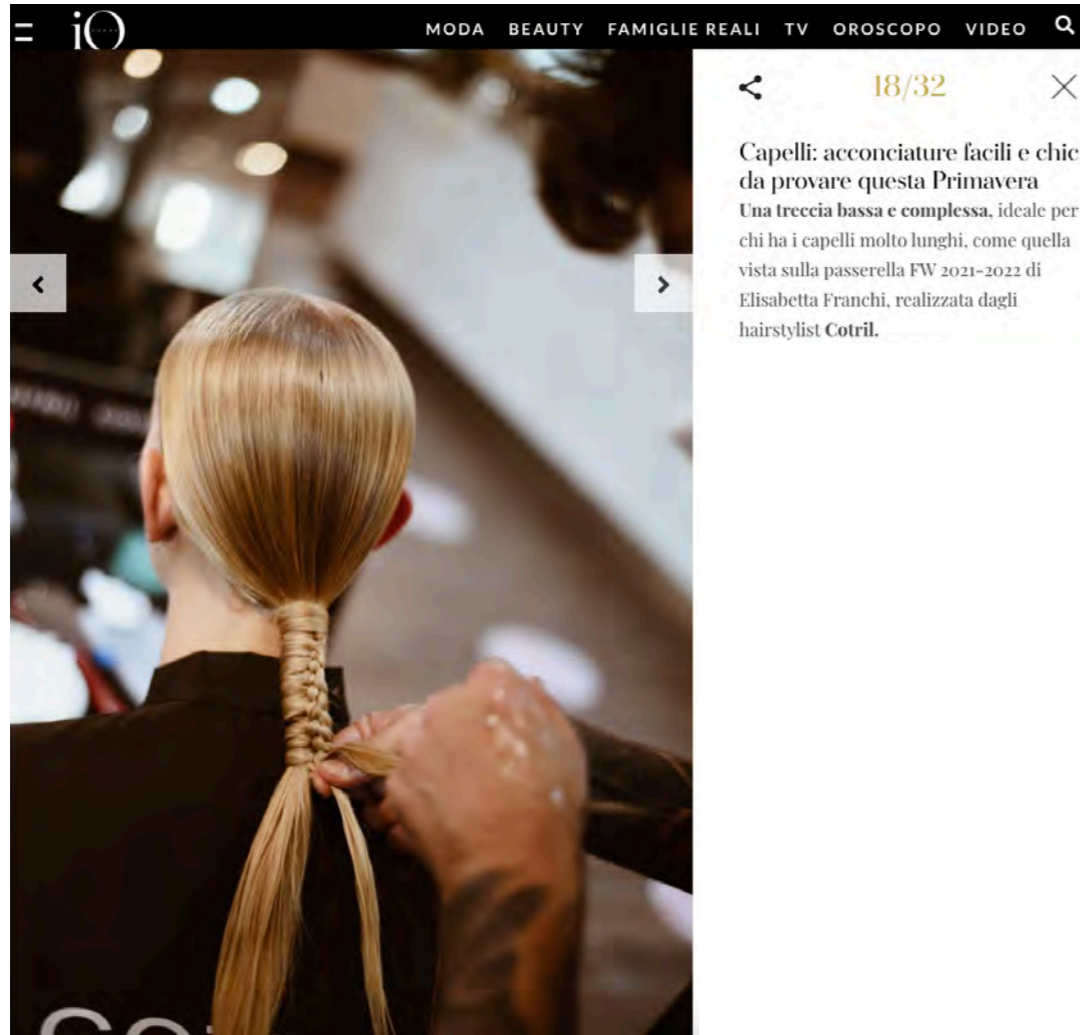 iO
MODA BEAUTY FAMIGLIE REALI TV OROSCOPO VIDEO
18/32
Capelli: acconciature facili e chic
da provare questa Primavera
Una treccia bassa e complessa, ideale per
chi ha i capelli molto lunghi, come quella
vista sulla passerella FW 2021-2022 di
Elisabetta Franchi, realizzata dagli
hairstylist Cotril.